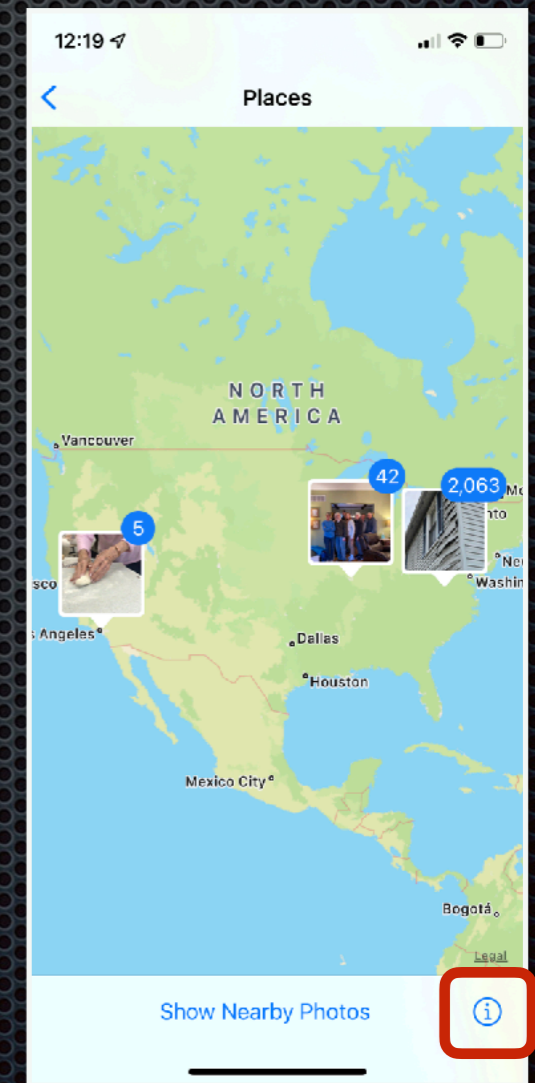 12:19
Places
NORTH
AMERICA
Vancouver
42
2,063
5
Dallas
Angeles
Houston
Mexico City
Bogotá
Legal
Show Nearby Photos
i